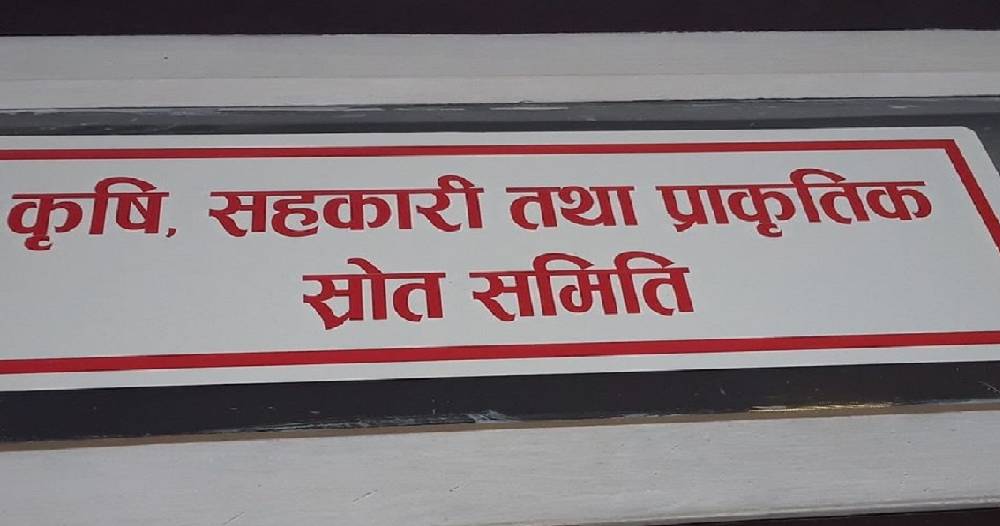 कृषि, सहकारी तथा प्राकृतिक
स्रोत समिति